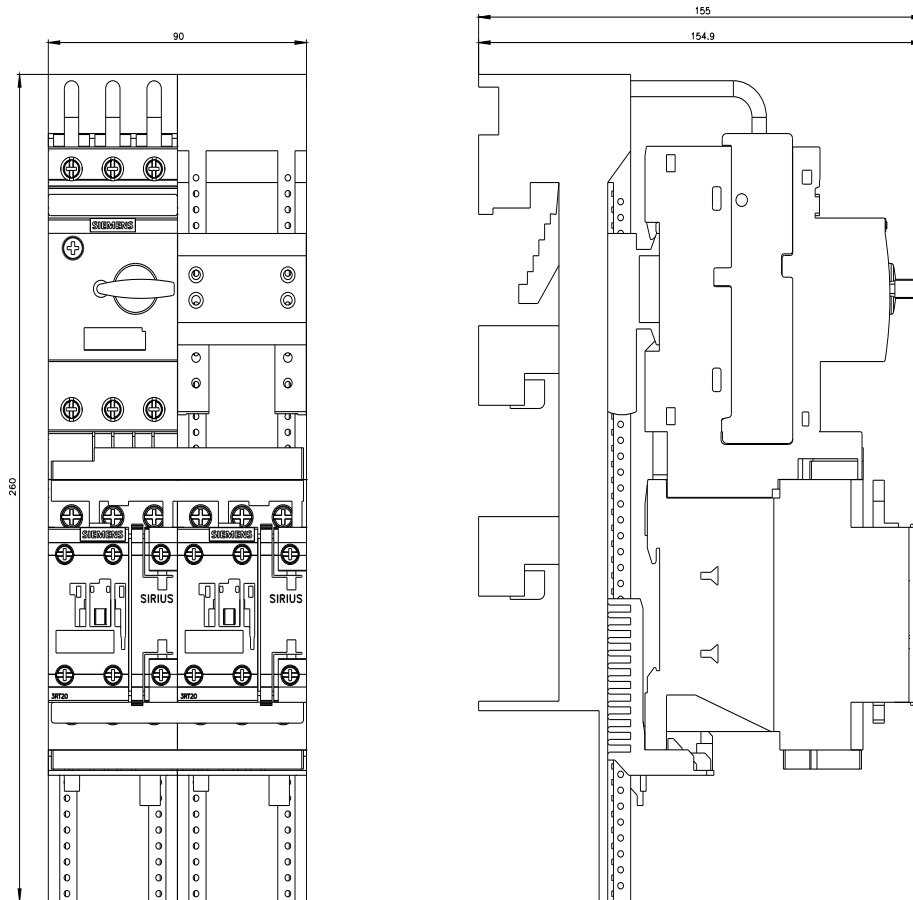 155
90
154.9
SIEMENS
260
SIEMENS SIEMENS
SIRIUS SIRIUS
3RT20 3RT20